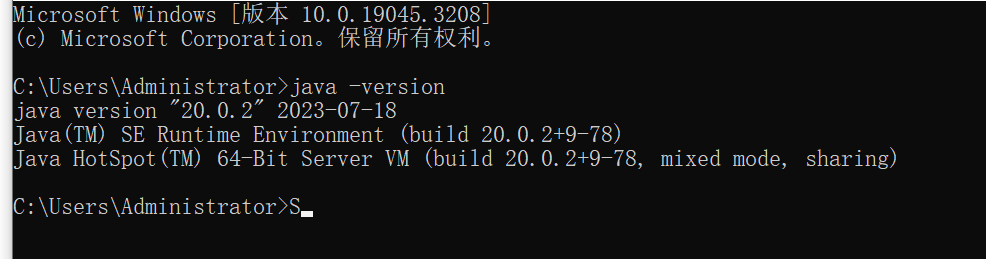 Microsoft Windows [版本 10.0.19045.3208]
(c) Microsoft Corporation。保留所有权利。
C:\Users\Administrator>java -version
java version "20.0.2" 2023-07-18
Java(TM) SE Runtime Environment (build 20.0.2+9-78)
Java HotSpot(TM) 64-Bit Server VM (build 20.0.2+9-78, mixed mode, sharing)
C:\Users\Administrator>S